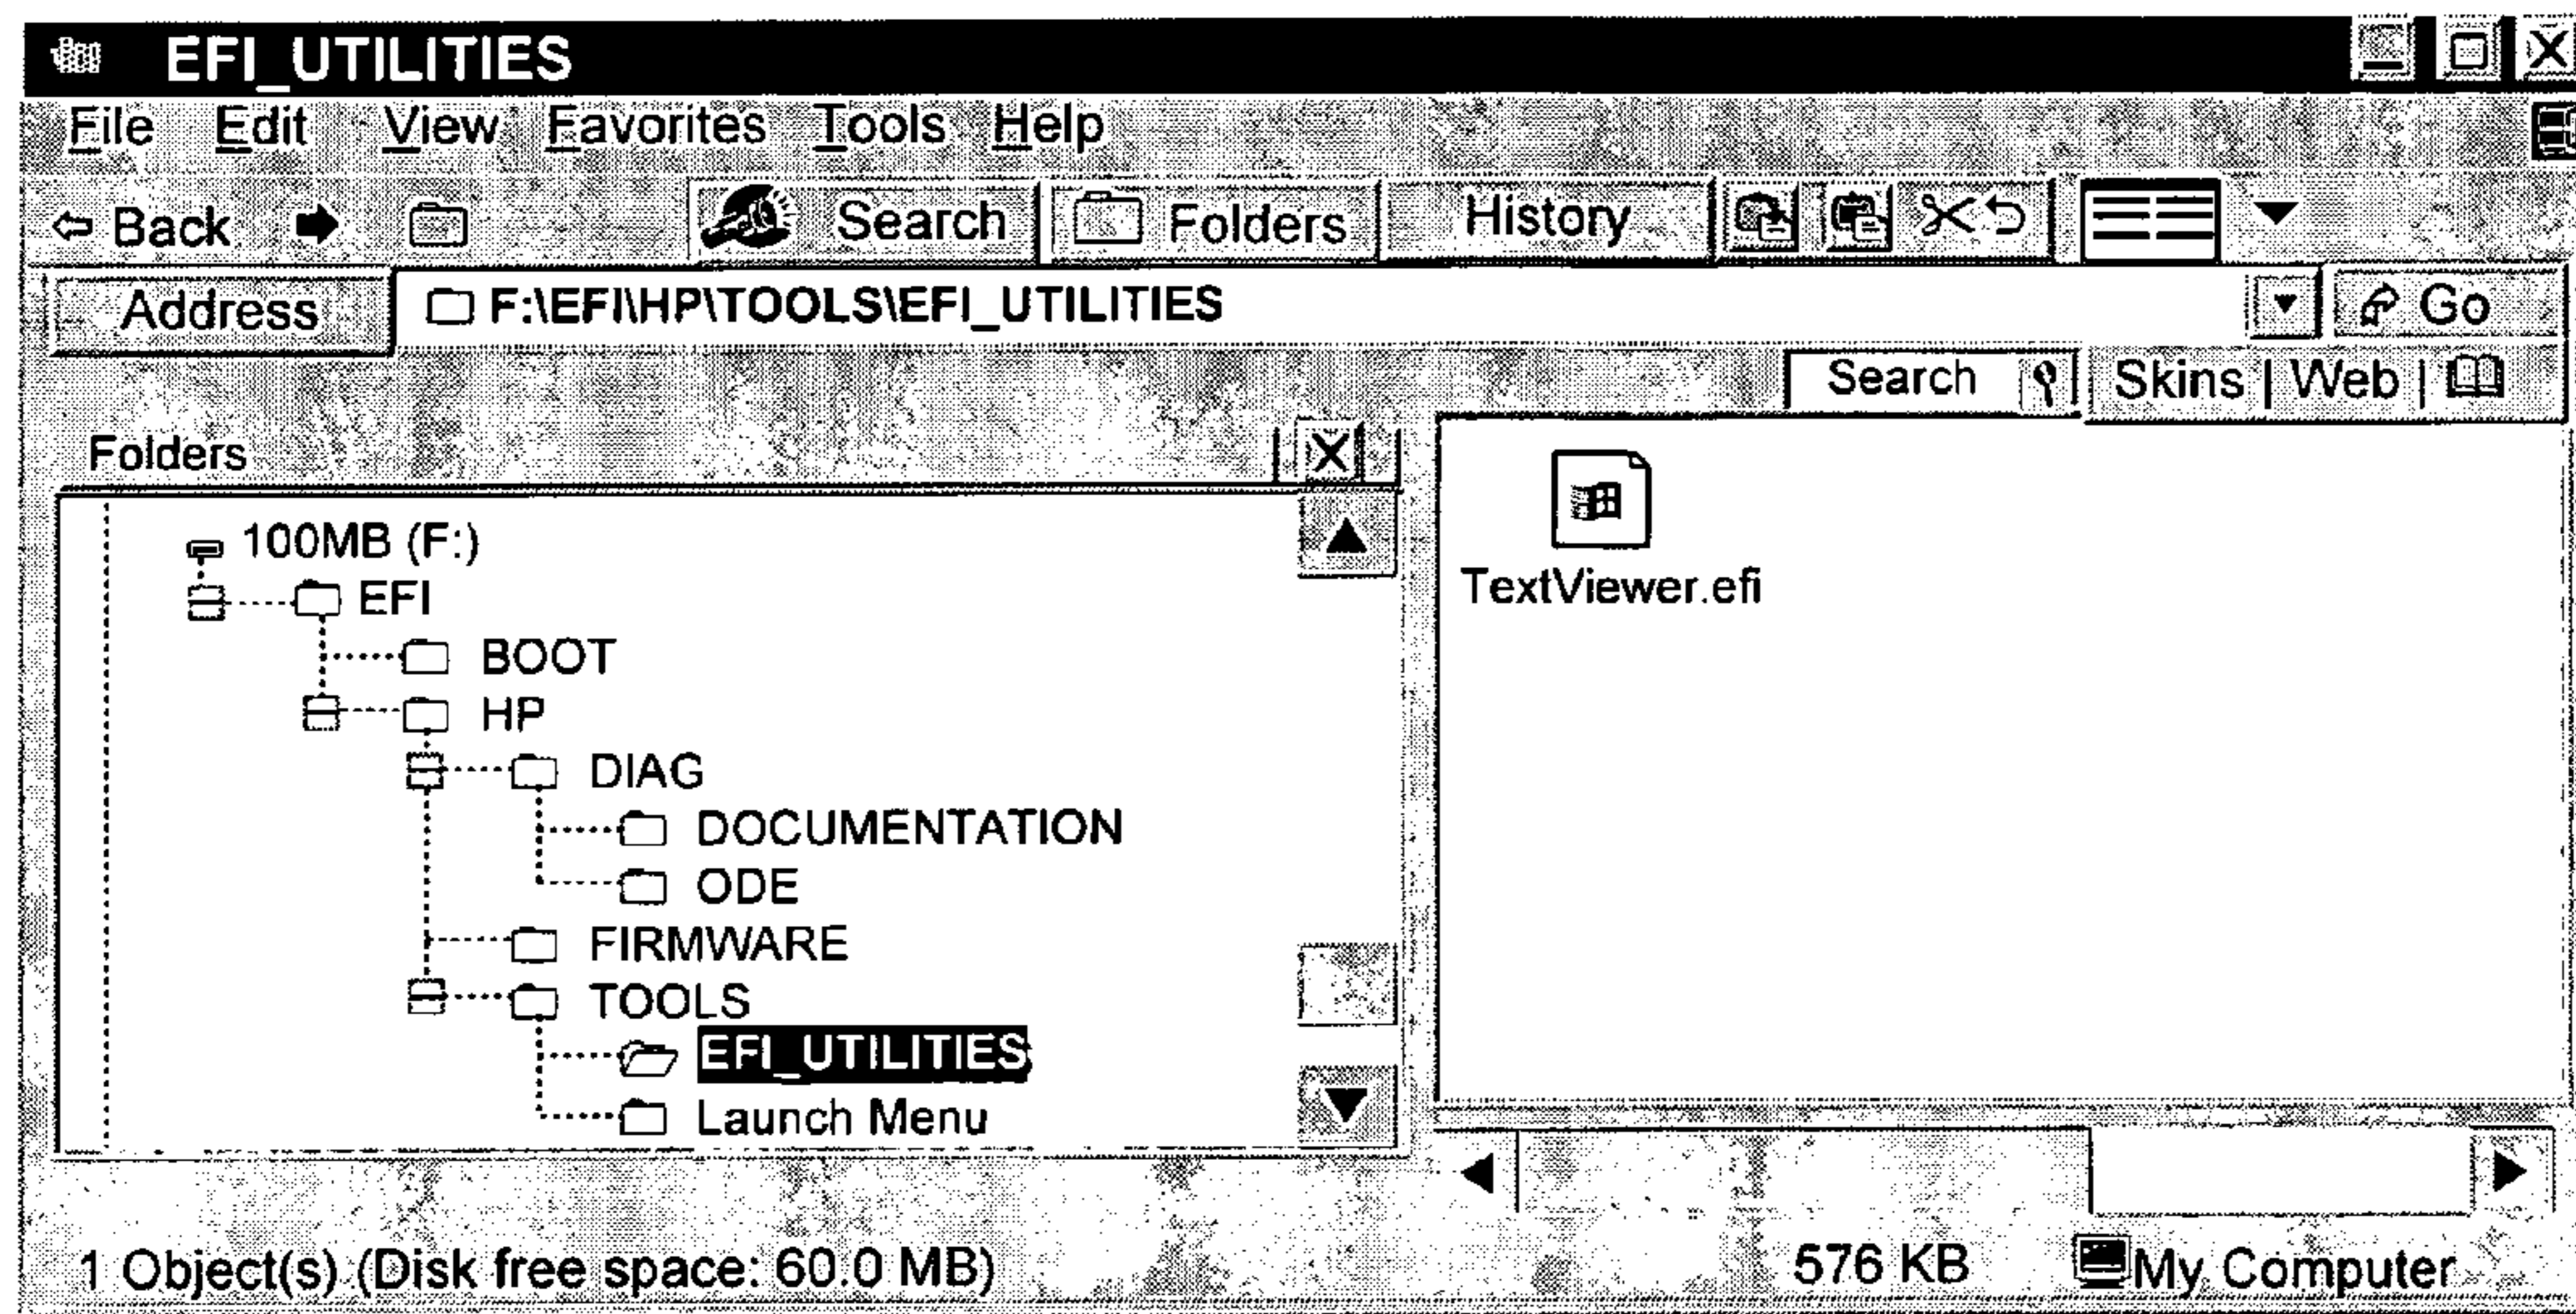 EFI_UTILITIES
File Edit View Favorites Tools Help
Back Search Folders History
Address F:\EFI\HP\TOOLS\EFI_UTILITIES Go
Search Skins | Web |
Folders
100MB (F:)
EFI
BOOT
HP
DIAG
DOCUMENTATION
ODE
FIRMWARE
TOOLS
EFI_UTILITIES
Launch Menu
TextViewer.efi
1 Object(s) (Disk free space: 60.0 MB) 576 KB My Computer